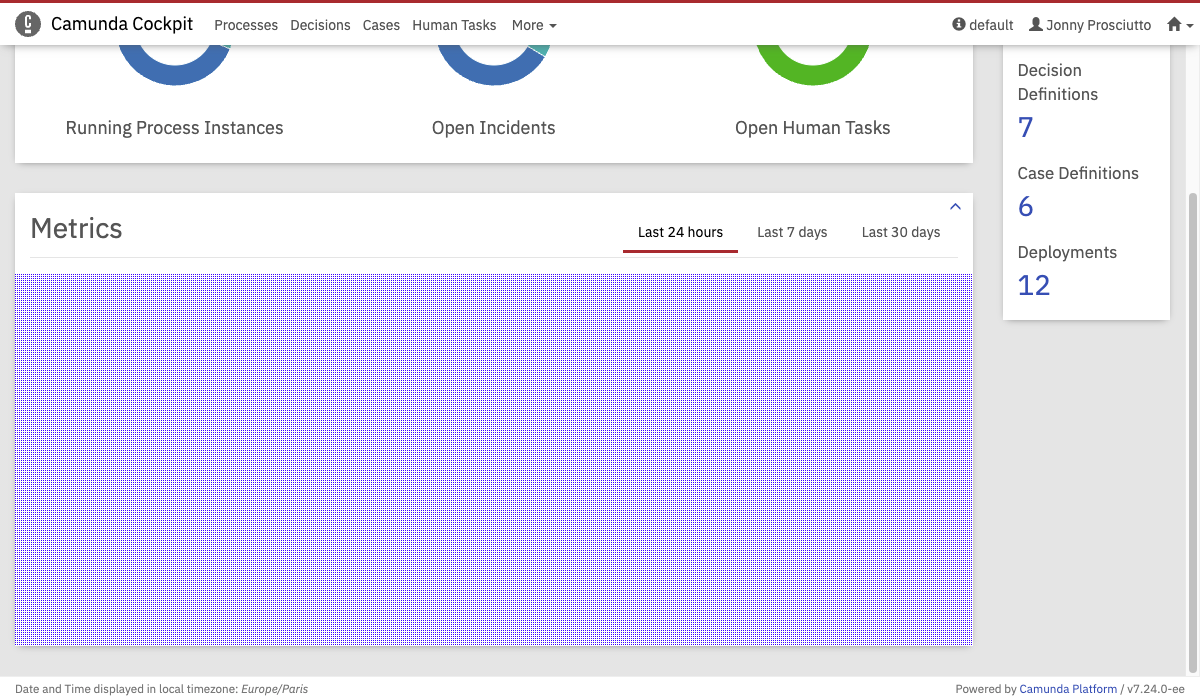 Camunda Cockpit Processes Decisions Cases Human Tasks More default Jonny Prosciutto
Running Process Instances Open Incidents Open Human Tasks
Decision
Definitions
7
Case Definitions
6
Deployments
12
Metrics Last 24 hours Last 7 days Last 30 days
Date and Time displayed in local timezone: Europe/Paris Powered by Camunda Platform / v7.24.0-ee